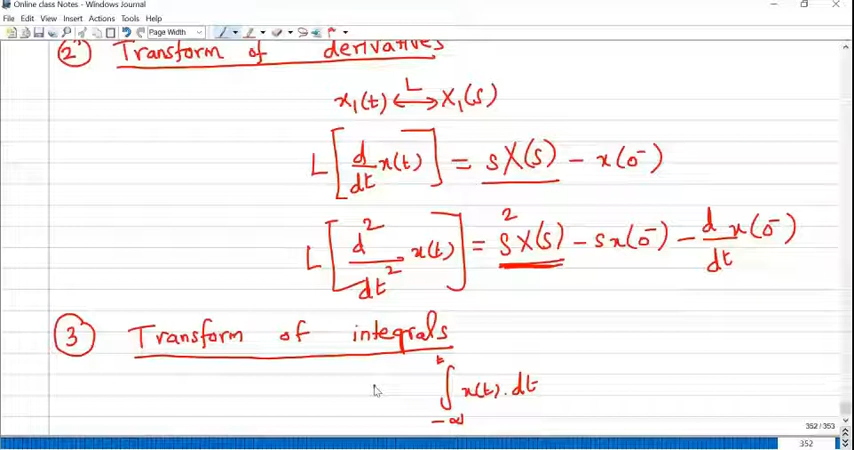 Online class Notes - Windows Journal
File Edit View Insert Actions Tools Help
Page Width
② Transform of derivatives
x₁(t) ⟷ X₁(s)
L
L[d/dt x(t)] = sX(s) - x(0⁻)
L[d²/dt² x(t)] = s²X(s) - sx(0⁻) - d/dt x(0⁻)
③ Transform of integrals
∫_{-∞}^{t} x(t).dt
352 / 353
352